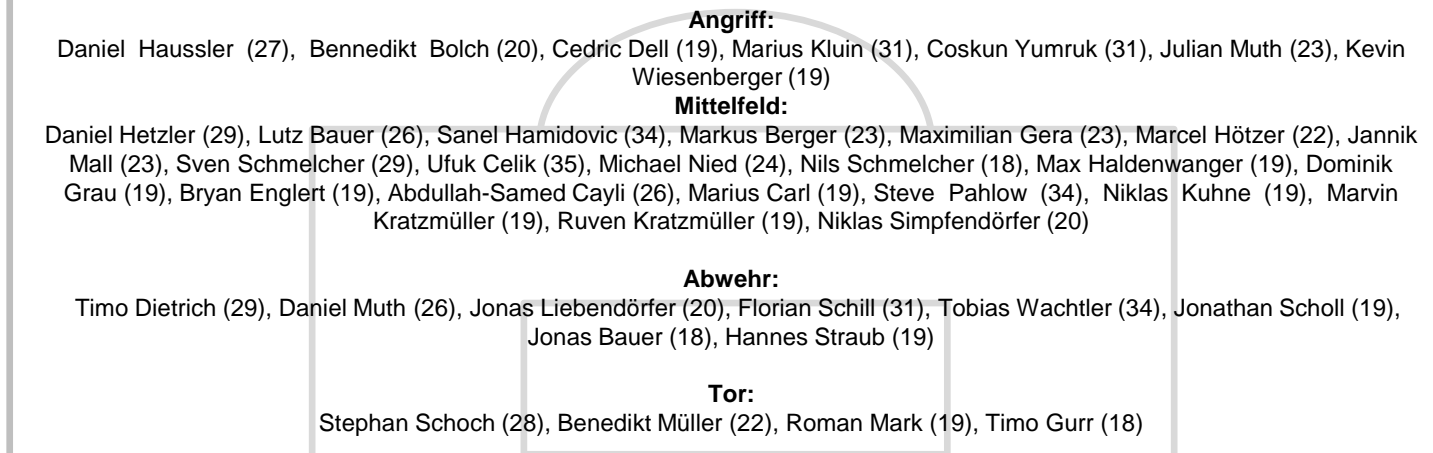 Angriff:
Daniel Haussler (27), Bennedikt Bolch (20), Cedric Dell (19), Marius Kluin (31), Coskun Yumruk (31), Julian Muth (23), Kevin
Wiesenberger (19)
Mittelfeld:
Daniel Hetzler (29), Lutz Bauer (26), Sanel Hamidovic (34), Markus Berger (23), Maximilian Gera (23), Marcel Hötzer (22), Jannik
Mall (23), Sven Schmelcher (29), Ufuk Celik (35), Michael Nied (24), Nils Schmelcher (18), Max Haldenwanger (19), Dominik
Grau (19), Bryan Englert (19), Abdullah-Samed Cayli (26), Marius Carl (19), Steve Pahlow (34), Niklas Kuhne (19), Marvin
Kratzmüller (19), Ruven Kratzmüller (19), Niklas Simpfendörfer (20)
Abwehr:
Timo Dietrich (29), Daniel Muth (26), Jonas Liebendörfer (20), Florian Schill (31), Tobias Wachtler (34), Jonathan Scholl (19),
Jonas Bauer (18), Hannes Straub (19)
Tor:
Stephan Schoch (28), Benedikt Müller (22), Roman Mark (19), Timo Gurr (18)